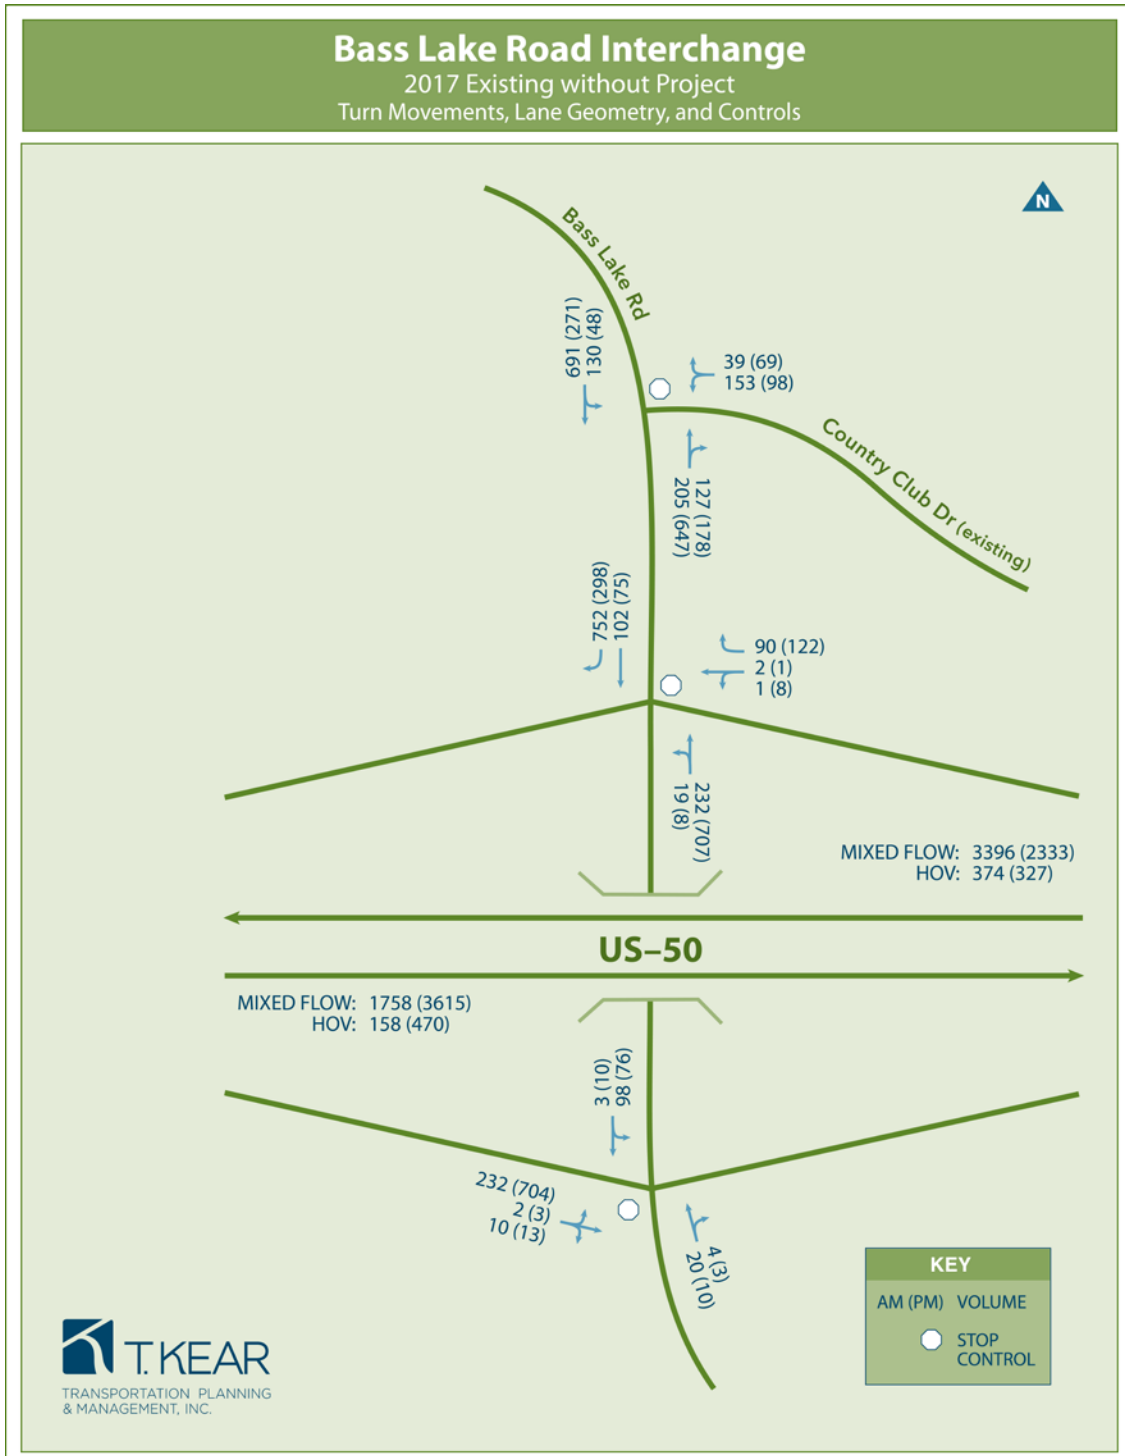 Bass Lake Road Interchange
2017 Existing without Project
Turn Movements, Lane Geometry, and Controls
N
Bass Lake Rd
691 (271)
130 (48)
39 (69)
153 (98)
Country Club Dr (existing)
127 (178)
205 (647)
752 (298)
102 (75)
90 (122)
2 (1)
1 (8)
232 (707)
19 (8)
MIXED FLOW: 3396 (2333)
HOV: 374 (327)
US–50
MIXED FLOW: 1758 (3615)
HOV: 158 (470)
3 (10)
98 (76)
232 (704)
2 (3)
10 (13)
4 (3)
20 (10)
KEY
AM (PM) VOLUME
STOP
CONTROL
T.KEAR
TRANSPORTATION PLANNING
& MANAGEMENT, INC.